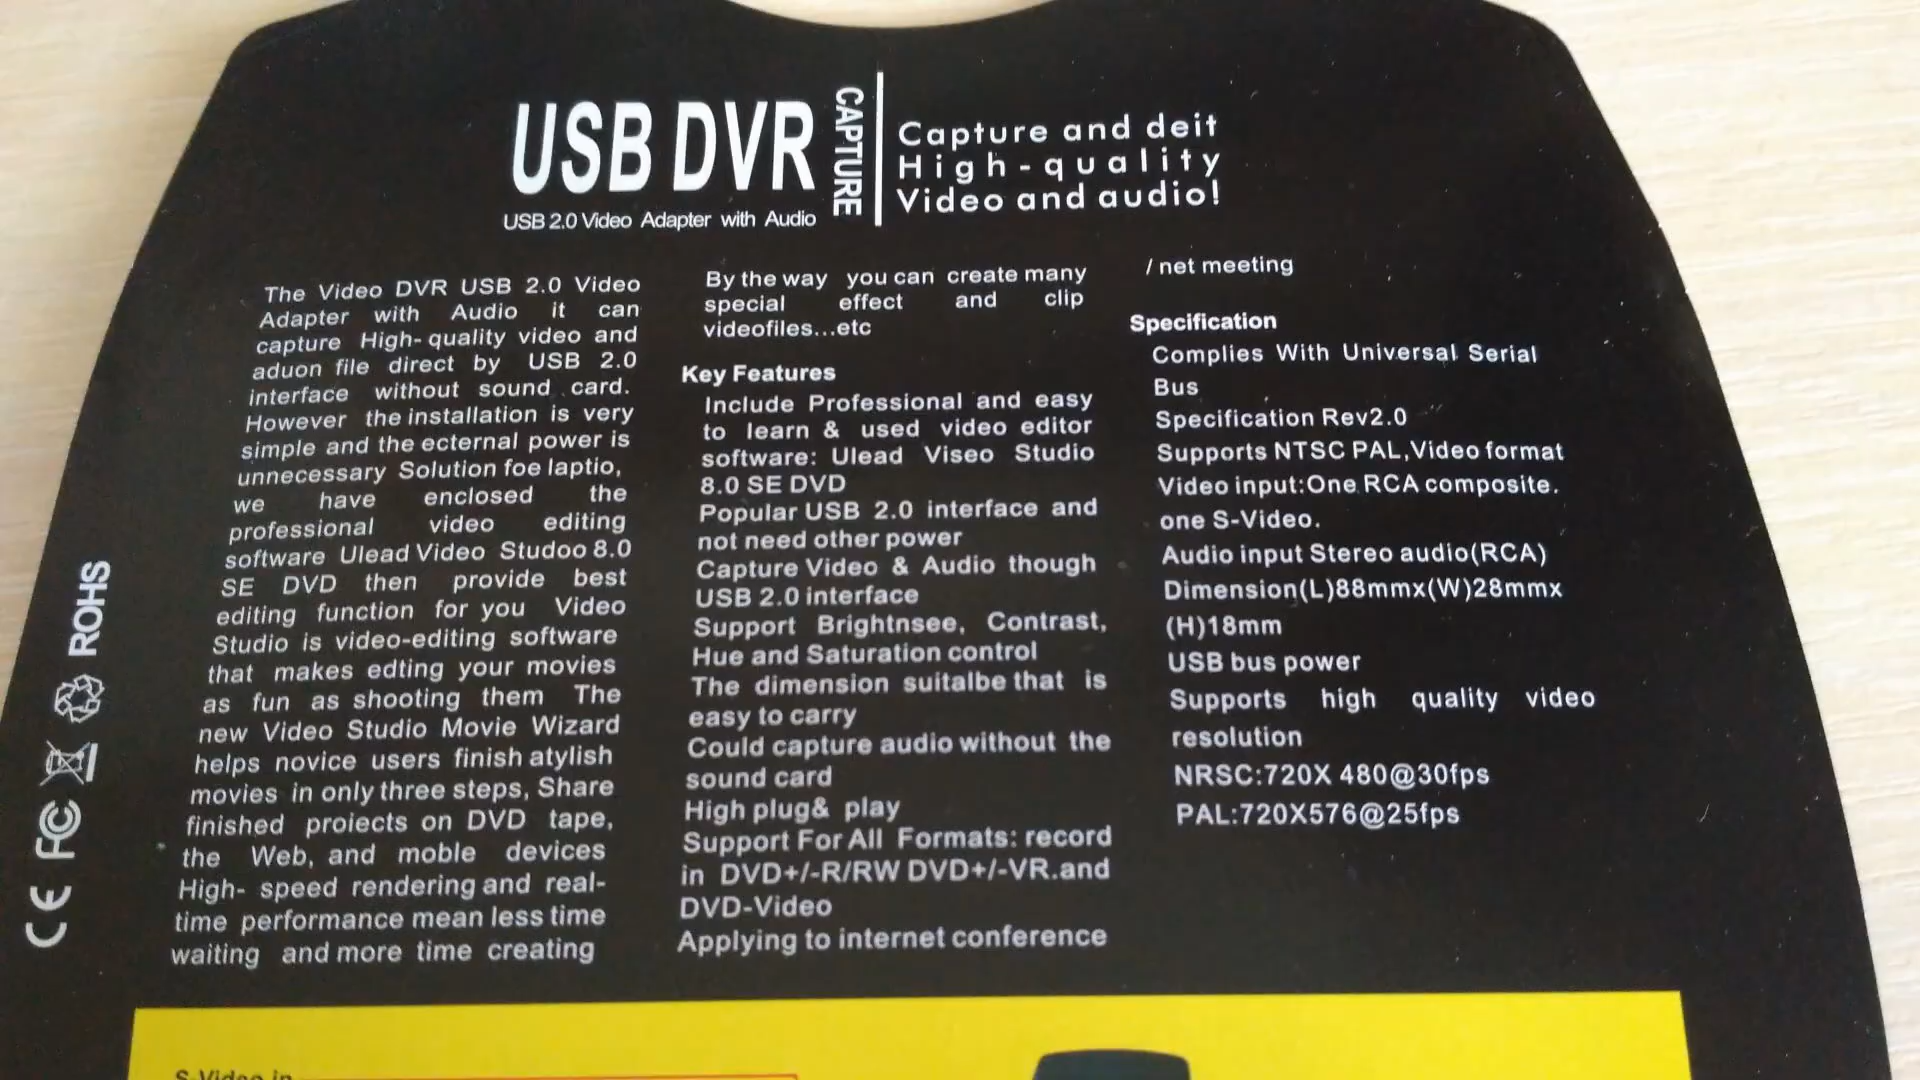 USB DVR
CAPTURE
USB 2.0 Video Adapter with Audio
Capture and deit
High-quality
Video and audio!
The Video DVR USB 2.0 Video
Adapter with Audio it can
capture High- quality video and
aduon file direct by USB 2.0
interface without sound card.
However the installation is very
simple and the ecternal power is
unnecessary Solution foe laptio,
we have enclosed the
professional video editing
software Ulead Video Studoo 8.0
SE DVD then provide best
editing function for you Video
Studio is video-editing software
that makes edting your movies
as fun as shooting them The
new Video Studio Movie Wizard
helps novice users finish atylish
movies in only three steps, Share
finished proiects on DVD tape,
the Web, and moble devices
High- speed rendering and real-
time performance mean less time
waiting and more time creating
By the way you can create many
special effect and clip
videofiles...etc
Key Features
Include Professional and easy
to learn & used video editor
software: Ulead Viseo Studio
8.0 SE DVD
Popular USB 2.0 interface and
not need other power
Capture Video & Audio though
USB 2.0 interface
Support Brightnsee, Contrast,
Hue and Saturation control
The dimension suitalbe that is
easy to carry
Could capture audio without the
sound card
High plug& play
Support For All Formats: record
in DVD+/-R/RW DVD+/-VR.and
DVD-Video
Applying to internet conference
/ net meeting
Specification
Complies With Universal Serial
Bus
Specification Rev2.0
Supports NTSC PAL,Video format
Video input:One RCA composite.
one S-Video.
Audio input Stereo audio(RCA)
Dimension(L)88mmx(W)28mmx
(H)18mm
USB bus power
Supports high quality video
resolution
NRSC:720X 480@30fps
PAL:720X576@25fps
CE FC ROHS
S-Video in